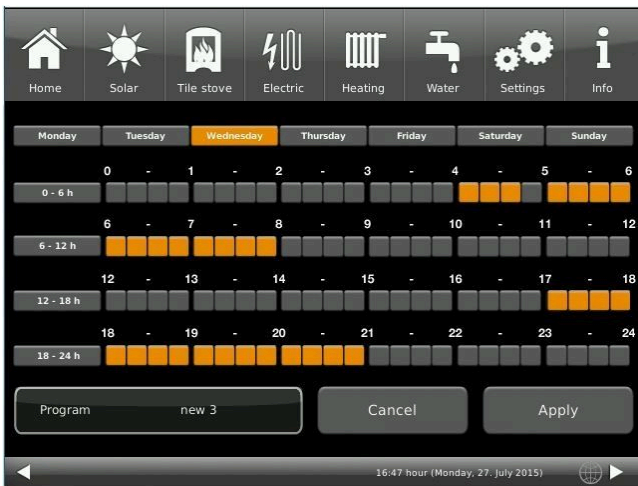 Home Solar Tile stove Electric Heating Water Settings Info
Monday Tuesday Wednesday Thursday Friday Saturday Sunday
0 - 1 - 2 - 3 - 4 - 5 - 6
0 - 6 h
6 - 7 - 8 - 9 - 10 - 11 - 12
6 - 12 h
12 - 13 - 14 - 15 - 16 - 17 - 18
12 - 18 h
18 - 19 - 20 - 21 - 22 - 23 - 24
18 - 24 h
Program new 3 Cancel Apply
16:47 hour (Monday, 27. July 2015)